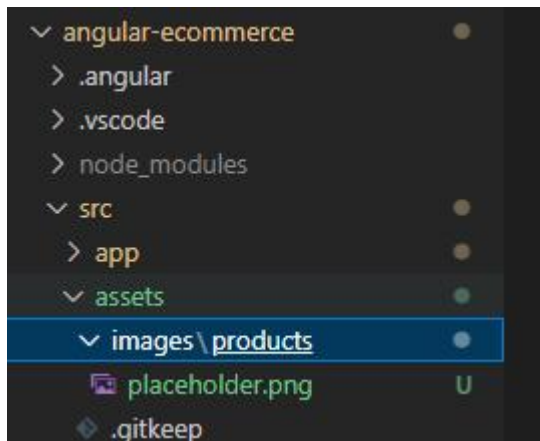 angular-ecommerce
.angular
.vscode
node_modules
src
app
assets
images\products
placeholder.png U
.gitkeep